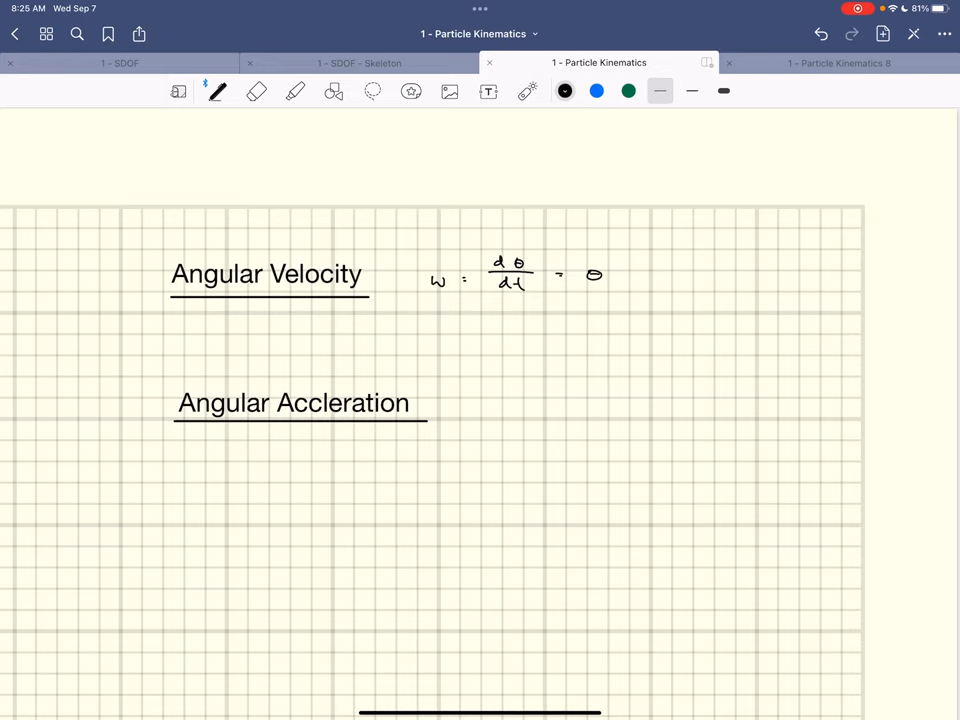 8:25 AM Wed Sep 7
81%
1 - Particle Kinematics
1 - SDOF
1 - SDOF - Skeleton
1 - Particle Kinematics
1 - Particle Kinematics 8
T
Angular Velocity ω = dθ/dt = θ
Angular Accleration